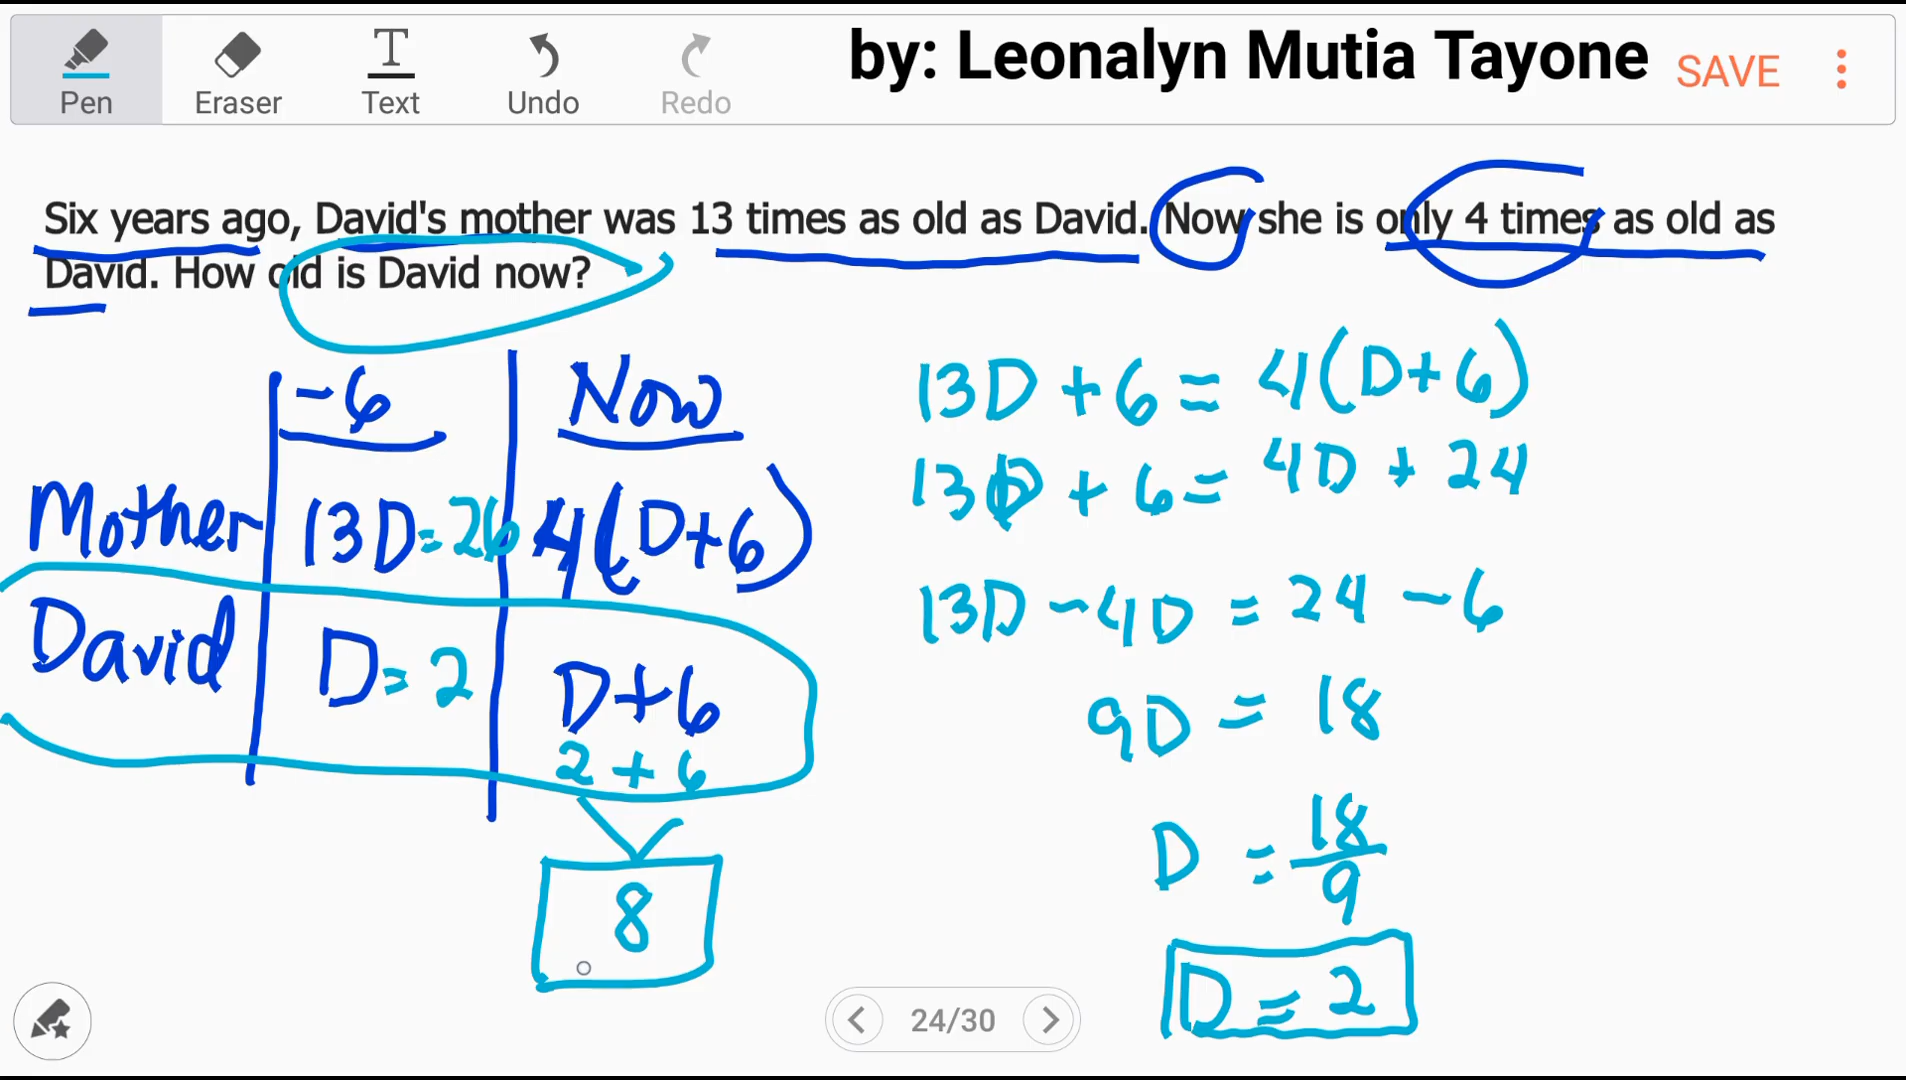 by: Leonalyn Mutia Tayone
SAVE
Pen
Eraser
Text
Undo
Redo
Six years ago, David's mother was 13 times as old as David. Now she is only 4 times as old as
David. How old is David now?
-6 Now
Mother 13D = 26 4(D+6)
David D = 2 D+6
2 + 6
8
13D + 6 = 4(D+6)
13D + 6 = 4D + 24
13D - 4D = 24 - 6
9D = 18
D = 18/9
D = 2
24/30